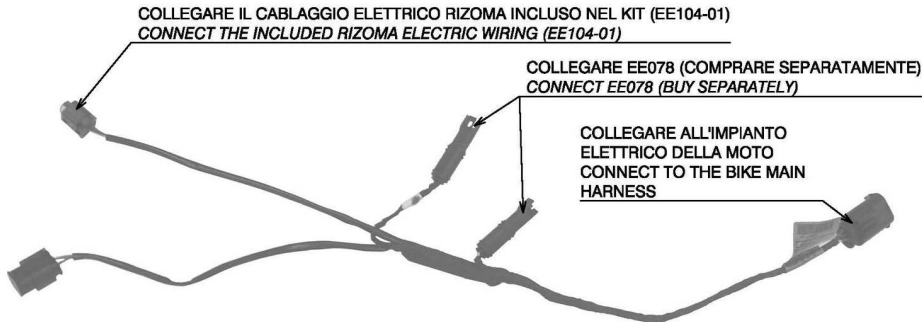 COLLEGARE IL CABLAGGIO ELETTRICO RIZOMA INCLUSO NEL KIT (EE104-01)
CONNECT THE INCLUDED RIZOMA ELECTRIC WIRING (EE104-01)
COLLEGARE EE078 (COMPRARE SEPARATAMENTE)
CONNECT EE078 (BUY SEPARATELY)
COLLEGARE ALL'IMPIANTO
ELETTRICO DELLA MOTO
CONNECT TO THE BIKE MAIN
HARNESS